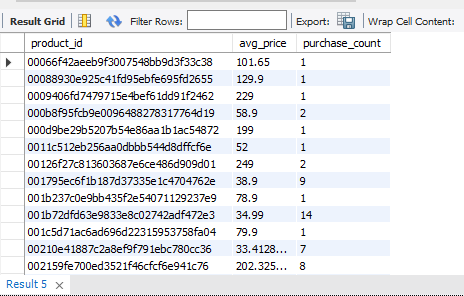 Result Grid Filter Rows: Export: Wrap Cell Content:
product_id avg_price purchase_count
00066f42aeeb9f3007548bb9d3f33c38 101.65 1
00088930e925c41fd95ebfe695fd2655 129.9 1
0009406fd7479715e4bef61dd91f2462 229 1
000b8f95fcb9e0096488278317764d19 58.9 2
000d9be29b5207b54e86aa1b1ac54872 199 1
0011c512eb256aa0dbbb544d8dffcf6e 52 1
00126f27c813603687e6ce486d909d01 249 2
001795ec6f1b187d37335e1c4704762e 38.9 9
001b237c0e9bb435f2e54071129237e9 78.9 1
001b72dfd63e9833e8c02742adf472e3 34.99 14
001c5d71ac6ad696d22315953758fa04 79.9 1
00210e41887c2a8ef9f791ebc780cc36 33.4128... 7
002159fe700ed3521f46cfcf6e941c76 202.325... 8
Result 5